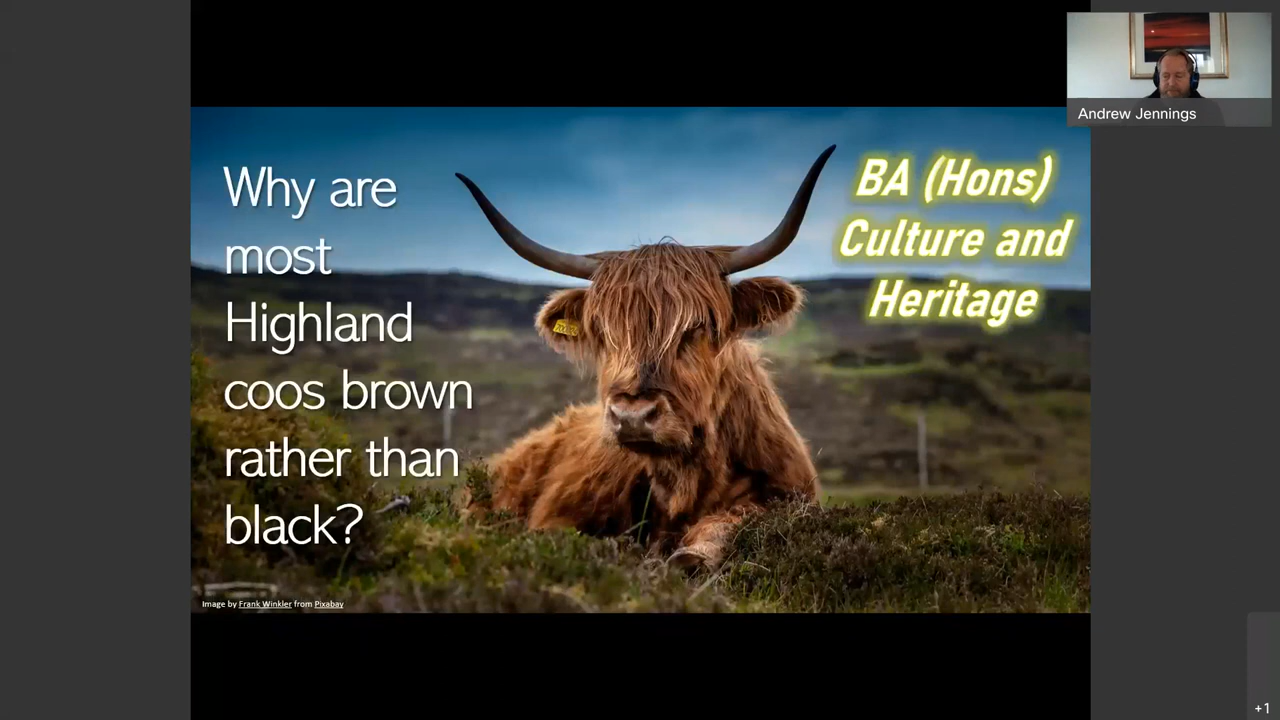 Why are
most
Highland
coos brown
rather than
black?
BA (Hons)
Culture and
Heritage
Image by Frank Winkler from Pixabay
Andrew Jennings
+1